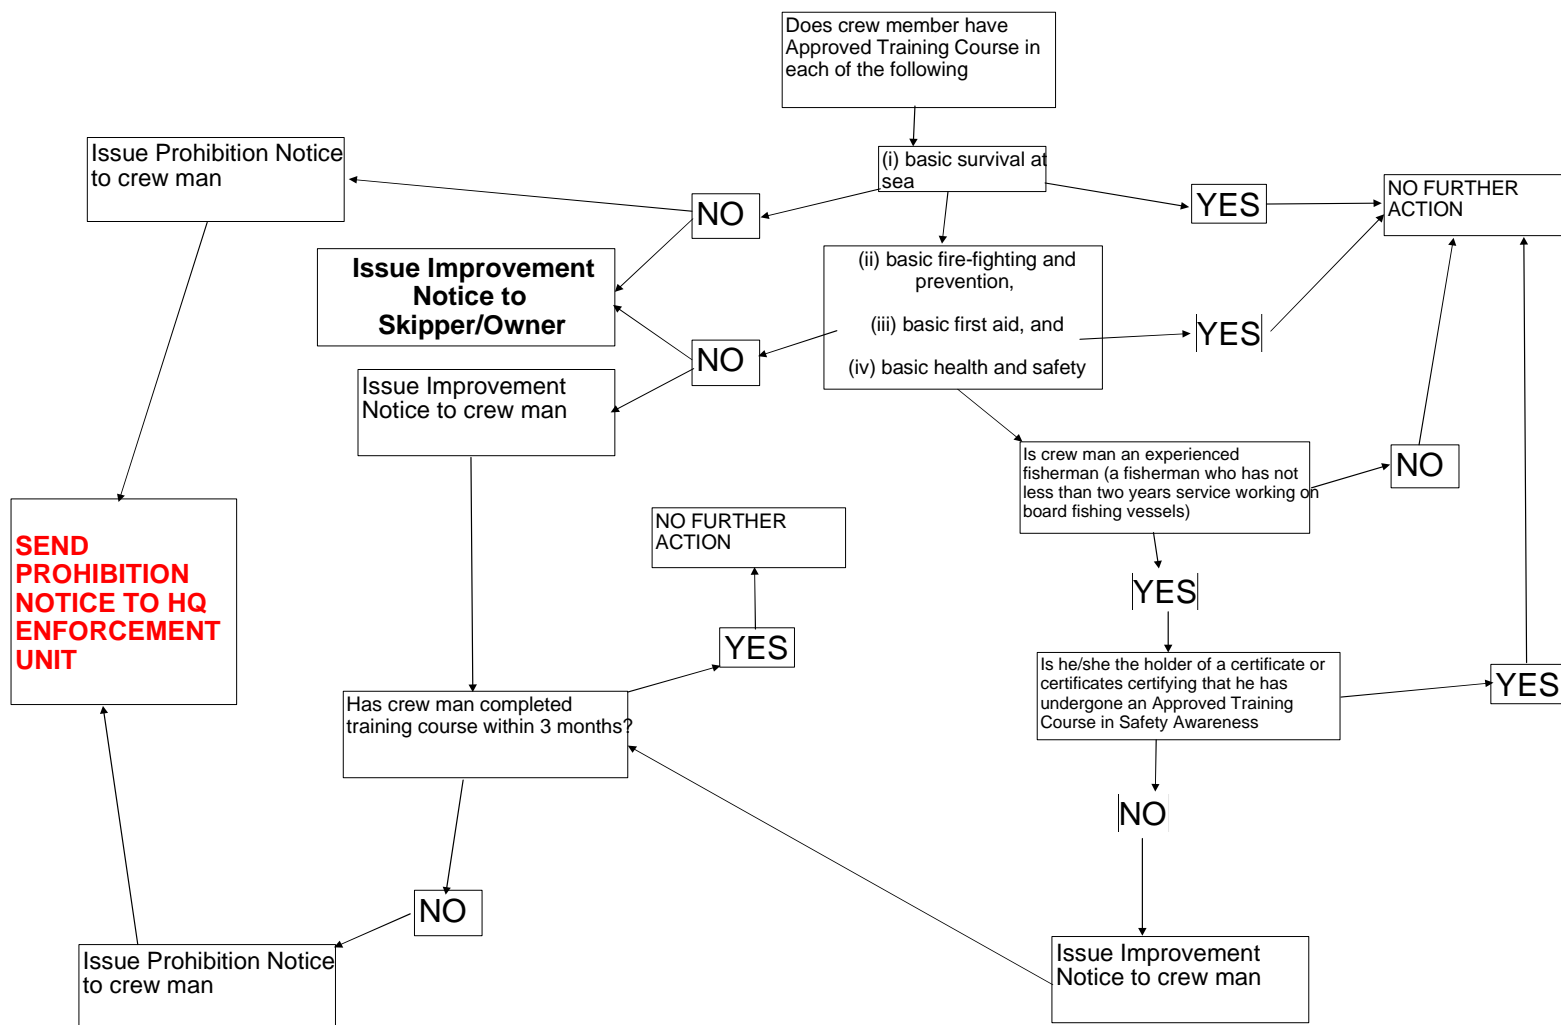 Does crew member have
Approved Training Course in
each of the following
Issue Prohibition Notice
to crew man
(i) basic survival at
sea
NO
YES
NO FURTHER
ACTION
Issue Improvement
Notice to
Skipper/Owner
(ii) basic fire-fighting and
prevention,
(iii) basic first aid, and
(iv) basic health and safety
NO
YES
Issue Improvement
Notice to crew man
Is crew man an experienced
fisherman (a fisherman who has not
less than two years service working on
board fishing vessels)
NO
SEND
PROHIBITION
NOTICE TO HQ
ENFORCEMENT
UNIT
NO FURTHER
ACTION
YES
YES
Is he/she the holder of a certificate or
certificates certifying that he has
undergone an Approved Training
Course in Safety Awareness
YES
Has crew man completed
training course within 3 months?
NO
NO
Issue Prohibition Notice
to crew man
Issue Improvement
Notice to crew man